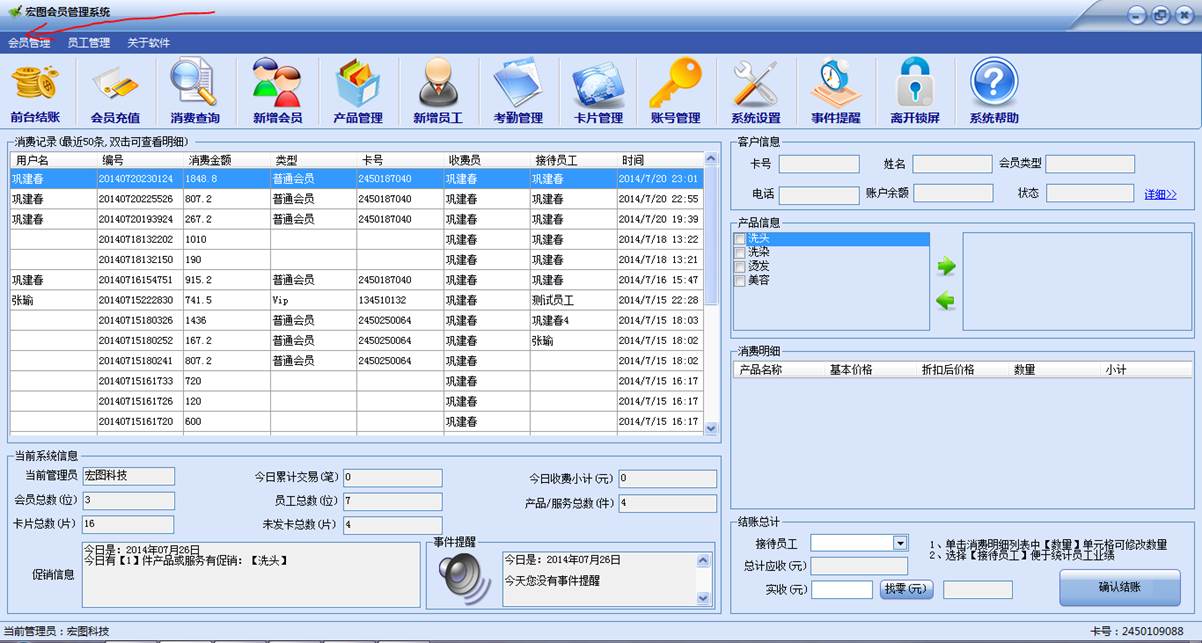 宏图会员管理系统
会员管理 员工管理 关于软件
前台结账 会员充值 消费查询 新增会员 产品管理 新增员工 考勤管理 卡片管理 账号管理 系统设置 事件提醒 离开锁屏 系统帮助
消费记录(最近50条,双击可查看明细)
用户名 编号 消费金额 类型 卡号 收费员 接待员工 时间
巩建春 20140720230124 1848.8 普通会员 2450187040 巩建春 巩建春 2014/7/20 23:01
巩建春 20140720225526 807.2 普通会员 2450187040 巩建春 巩建春 2014/7/20 22:55
巩建春 20140720193924 267.2 普通会员 2450187040 巩建春 巩建春 2014/7/20 19:39
20140718132202 1010 巩建春 巩建春 2014/7/18 13:22
20140718132150 190 巩建春 巩建春 2014/7/18 13:21
巩建春 20140716154751 915.2 普通会员 2450187040 巩建春 巩建春 2014/7/16 15:47
张瑜 20140715222830 741.5 Vip 134510132 巩建春 测试员工 2014/7/15 22:28
20140715180326 1436 普通会员 2450250064 巩建春 巩建春4 2014/7/15 18:03
20140715180252 167.2 普通会员 2450250064 巩建春 张瑜 2014/7/15 18:02
20140715180241 807.2 普通会员 2450250064 巩建春 2014/7/15 18:02
20140715161733 720 巩建春 2014/7/15 16:17
20140715161726 120 巩建春 2014/7/15 16:17
20140715161720 600 巩建春 2014/7/15 16:17
客户信息
卡号 姓名 会员类型
电话 账户余额 状态 详细>>
产品信息
洗头
洗染
烫发
美容
消费明细
产品名称 基本价格 折扣后价格 数量 小计
当前系统信息
当前管理员 宏图科技 今日累计交易(笔) 0 今日收费小计(元) 0
会员总数(位) 3 员工总数(位) 7 产品/服务总数(件) 4
卡片总数(片) 16 未发卡总数(片) 4
促销信息
今日是：2014年07月26日
今日有【1】件产品或服务有促销：【洗头】
事件提醒
今日是：2014年07月26日
今天您没有事件提醒
结账总计
接待员工
总计应收(元)
实收(元) 找零(元)
1、单击消费明细列表中【数量】单元格可修改数量
2、选择【接待员工】便于统计员工业绩
确认结账
当前管理员：宏图科技 卡号：2450109088